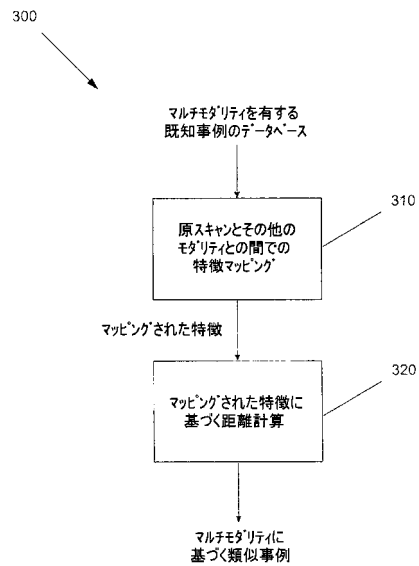 300
マルチモダリティを有する
既知事例のデータベース
310
原スキャンとその他の
モダリティとの間での
特徴マッピング
マッピングされた特徴
320
マッピングされた特徴に
基づく距離計算
マルチモダリティに
基づく類似事例